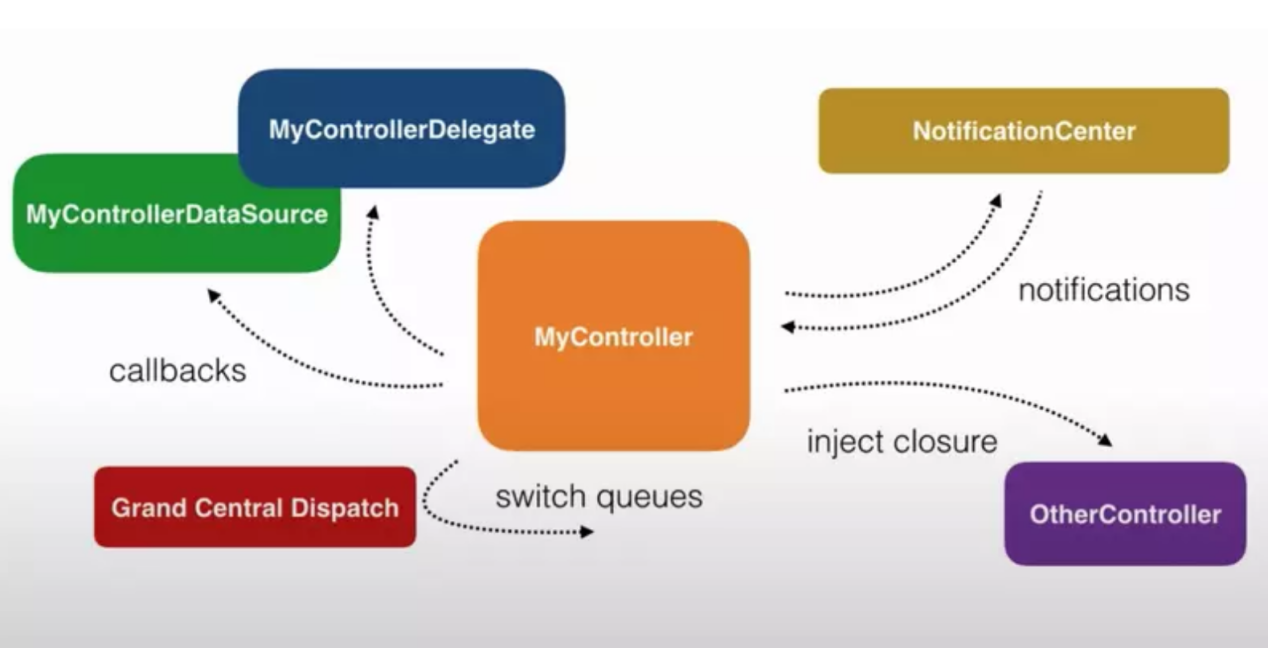 MyControllerDelegate
NotificationCenter
MyControllerDataSource
notifications
MyController
callbacks
inject closure
switch queues
Grand Central Dispatch
OtherController